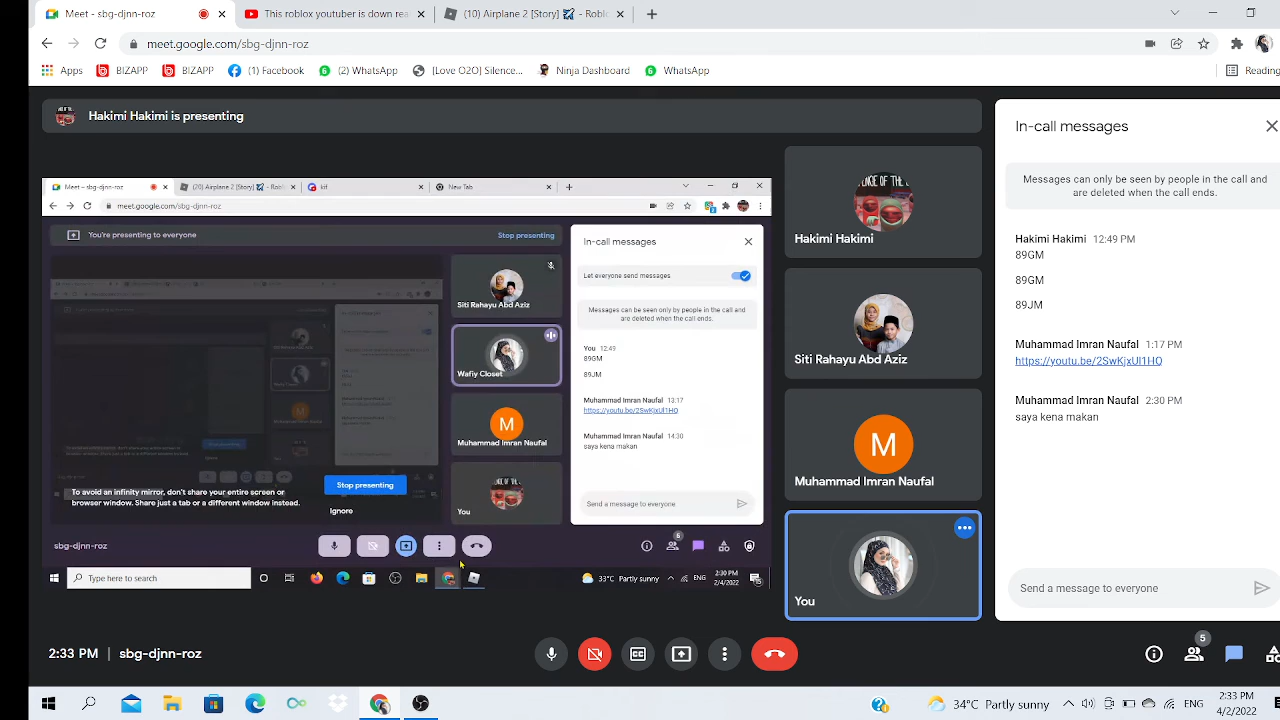 Meet - sbg-djnn-roz
This roblox youtube is down rea
(10) Airplane 2 [Story]
meet.google.com/sbg-djnn-roz
Apps
BIZAPP
BIZAPP
(1) Facebook
(2) WhatsApp
[Love O2O] Silence...
Ninja Dashboard
WhatsApp
Reading
Hakimi Hakimi is presenting
Meet - sbg-djnn-roz
(20) Airplane 2 [Story]
kif
New Tab
meet.google.com/sbg-djnn-roz
You're presenting to everyone
Stop presenting
Siti Rahayu Abd Aziz
Wafiy Closet
M
Muhammad Imran Naufal
You
To avoid an infinity mirror, don't share your entire screen or
browser window. Share just a tab or a different window instead.
Stop presenting
Ignore
In-call messages
Let everyone send messages
Messages can be seen only by people in the call and
are deleted when the call ends.
You 12:49
89GM
89JM
Muhammad Imran Naufal 13:17
https://youtu.be/2SwKjxUI1HQ
Muhammad Imran Naufal 14:30
saya kena makan
Send a message to everyone
sbg-djnn-roz
Type here to search
33°C Partly sunny
ENG
2:30 PM
2/4/2022
Hakimi Hakimi
Siti Rahayu Abd Aziz
M
Muhammad Imran Naufal
You
In-call messages
Messages can only be seen by people in the call and
are deleted when the call ends.
Hakimi Hakimi 12:49 PM
89GM
89GM
89JM
Muhammad Imran Naufal 1:17 PM
https://youtu.be/2SwKjxUI1HQ
Muhammad Imran Naufal 2:30 PM
saya kena makan
Send a message to everyone
2:33 PM | sbg-djnn-roz
5
34°C Partly sunny
ENG
2:33 PM
4/2/2022